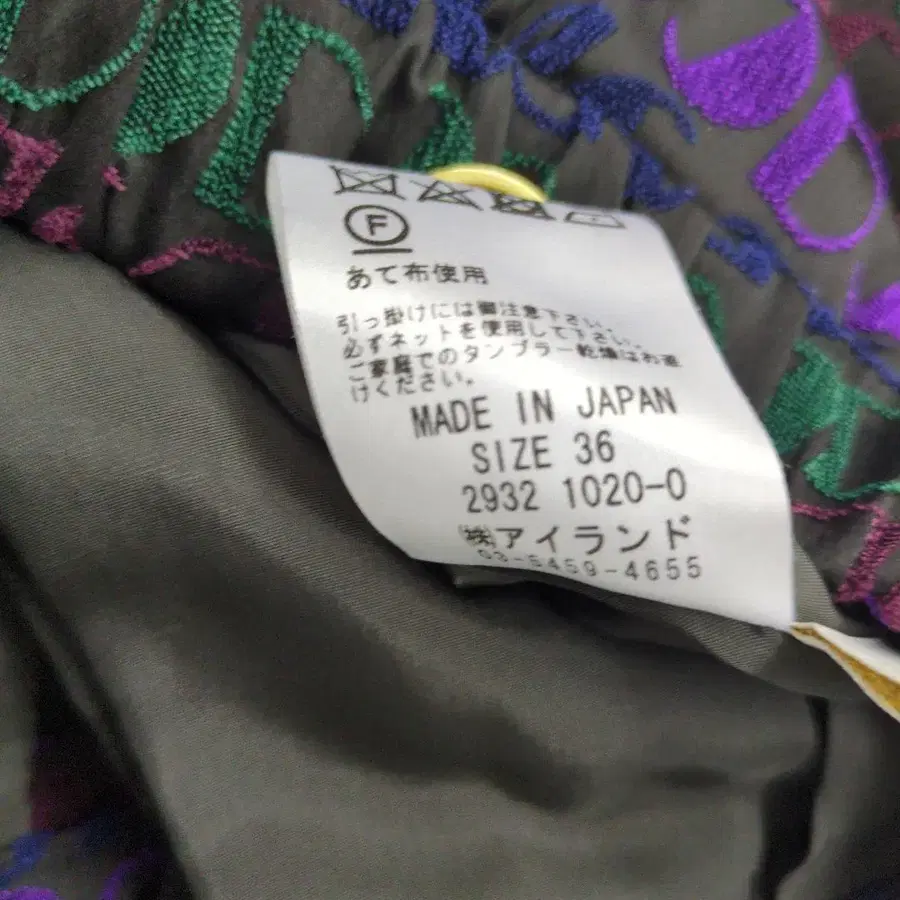 F
あて布使用
引っ掛けには御注意下さい。
必ずネットを使用して下さい。
ご家庭でのタンブラー乾燥はお避
けください。
MADE IN JAPAN
SIZE 36
2932 1020-0
㈱アイランド
03-5459-4655